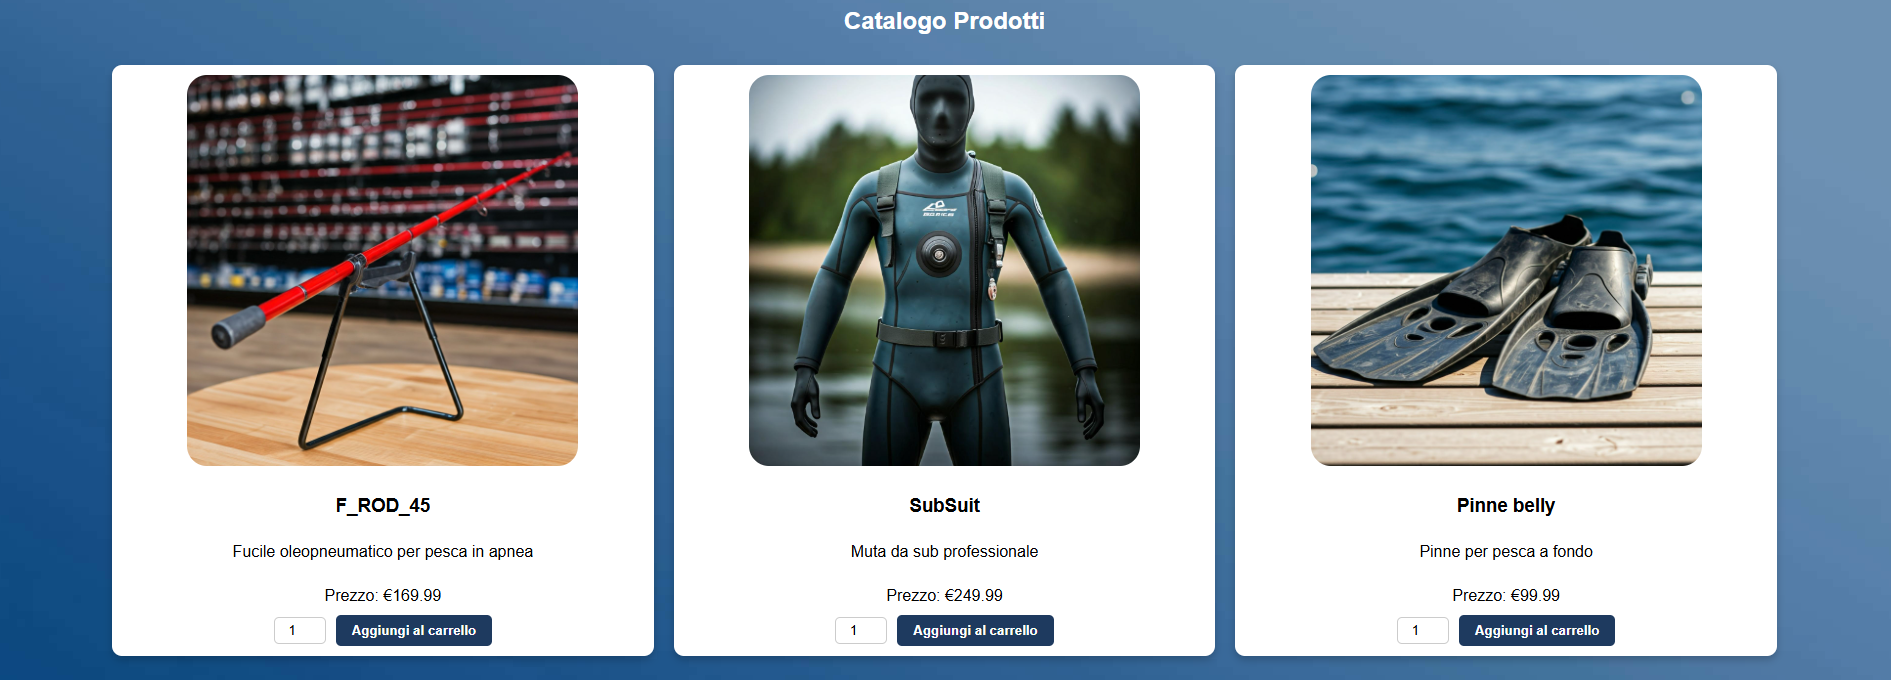 Catalogo Prodotti
F_ROD_45
Fucile oleopneumatico per pesca in apnea
Prezzo: €169.99
1
Aggiungi al carrello
SubSuit
Muta da sub professionale
Prezzo: €249.99
1
Aggiungi al carrello
Pinne belly
Pinne per pesca a fondo
Prezzo: €99.99
1
Aggiungi al carrello